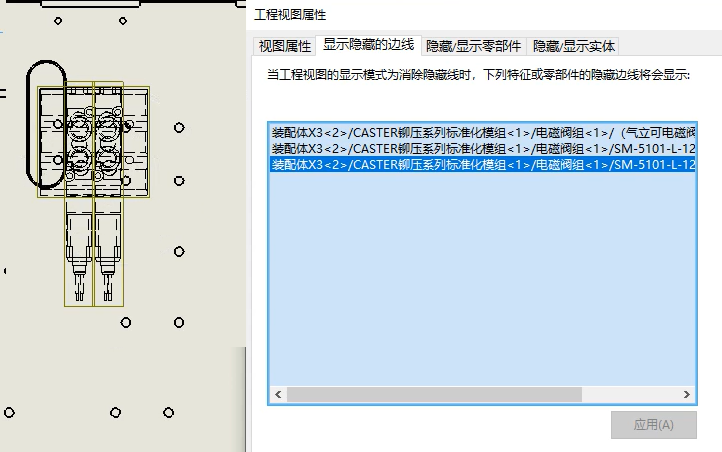 工程视图属性
视图属性 显示隐藏的边线 隐藏/显示零部件 隐藏/显示实体
当工程视图的显示模式为消除隐藏线时，下列特征或零部件的隐藏边线将会显示:
装配体X3<2>/CASTER铆压系列标准化模组<1>/电磁阀组<1>/（气立可电磁阀
装配体X3<2>/CASTER铆压系列标准化模组<1>/电磁阀组<1>/SM-5101-L-12
装配体X3<2>/CASTER铆压系列标准化模组<1>/电磁阀组<1>/SM-5101-L-12
应用(A)